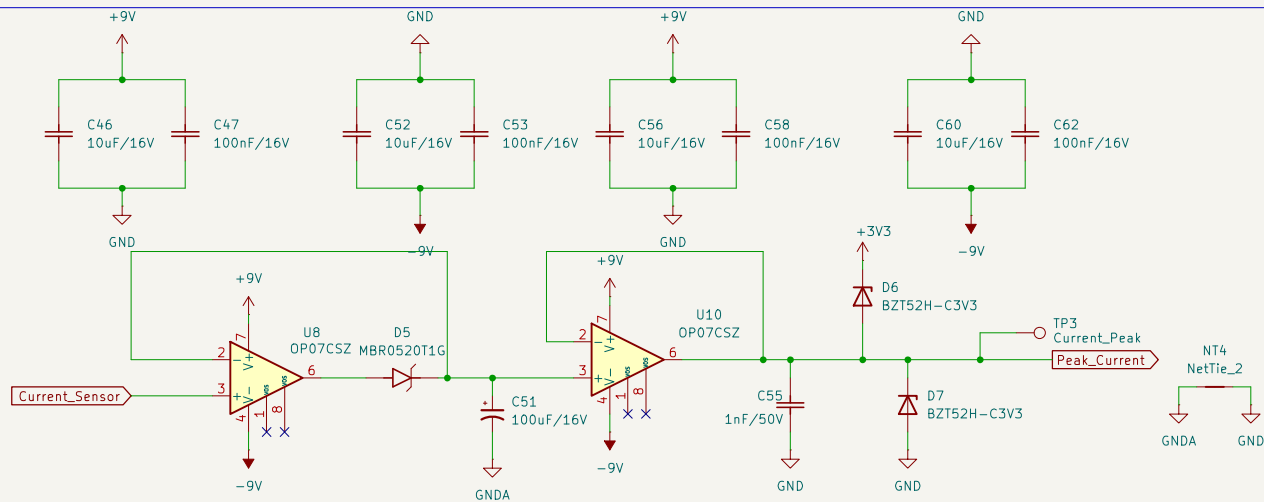 +9V
GND
+9V
GND
C46
10uF/16V
C47
100nF/16V
C52
10uF/16V
C53
100nF/16V
C56
10uF/16V
C58
100nF/16V
C60
10uF/16V
C62
100nF/16V
GND
-9V
GND
-9V
+9V
+9V
+3V3
D6
BZT52H-C3V3
U8
OP07CSZ
D5
MBR0520T1G
U10
OP07CSZ
TP3
Current_Peak
Peak_Current
NT4
NetTie_2
2
-
7
V+
6
3
+
V-
4
1
8
VOS
VOS
Current_Sensor
2
-
7
V+
6
3
+
V-
4
1
8
VOS
VOS
+
C51
100uF/16V
C55
1nF/50V
D7
BZT52H-C3V3
GNDA
GND
-9V
GNDA
-9V
GND
GND